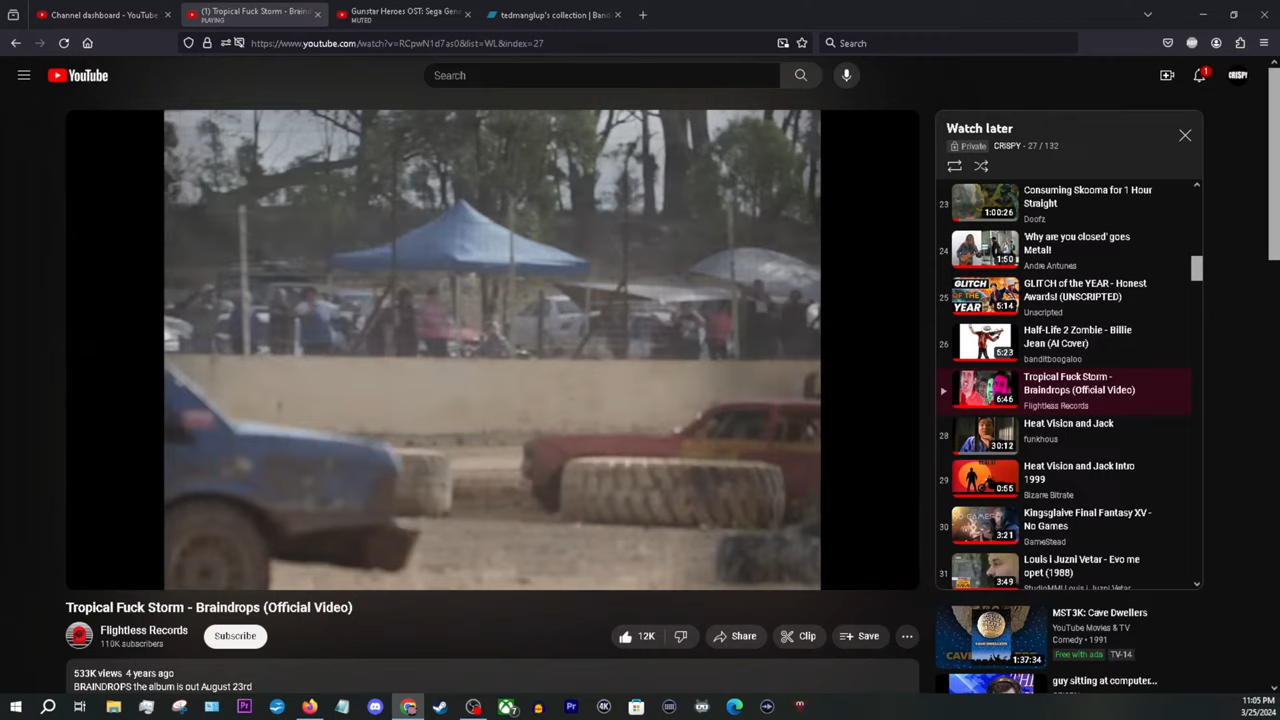 Channel dashboard - YouTube
(1) Tropical Fuck Storm - Braind
PLAYING
Gunstar Heroes OST: Sega Gen
MUTED
tedmanglup's collection | Band
https://www.youtube.com/watch?v=RCpwN1d7as0&list=WL&index=27
Search
YouTube
Search
1
CRISPY
Watch later
Private CRISPY - 27 / 132
23
1:00:26
Consuming Skooma for 1 Hour
Straight
Doofz
24
1:50
'Why are you closed' goes
Metal!
Andre Antunes
25
GLITCH
OF THE
YEAR
5:14
GLITCH of the YEAR - Honest
Awards! (UNSCRIPTED)
Unscripted
26
5:23
Half-Life 2 Zombie - Billie
Jean (AI Cover)
banditboogaloo
6:46
Tropical Fuck Storm -
Braindrops (Official Video)
Flightless Records
28
30:12
Heat Vision and Jack
funkhous
29
0:55
Heat Vision and Jack Intro
1999
Bizarre Bitrate
30
NO GAMES
3:21
Kingsglaive Final Fantasy XV -
No Games
GameStead
31
3:49
Louis i Juzni Vetar - Evo me
opet (1988)
StudioMMI Louis i Juzni Vetar
Tropical Fuck Storm - Braindrops (Official Video)
Flightless Records
110K subscribers
Subscribe
12K
Share
Clip
Save
533K views 4 years ago
BRAINDROPS the album is out August 23rd
1:37:34
MST3K: Cave Dwellers
YouTube Movies & TV
Comedy • 1991
Free with ads TV-14
guy sitting at computer...
11:05 PM
3/25/2024